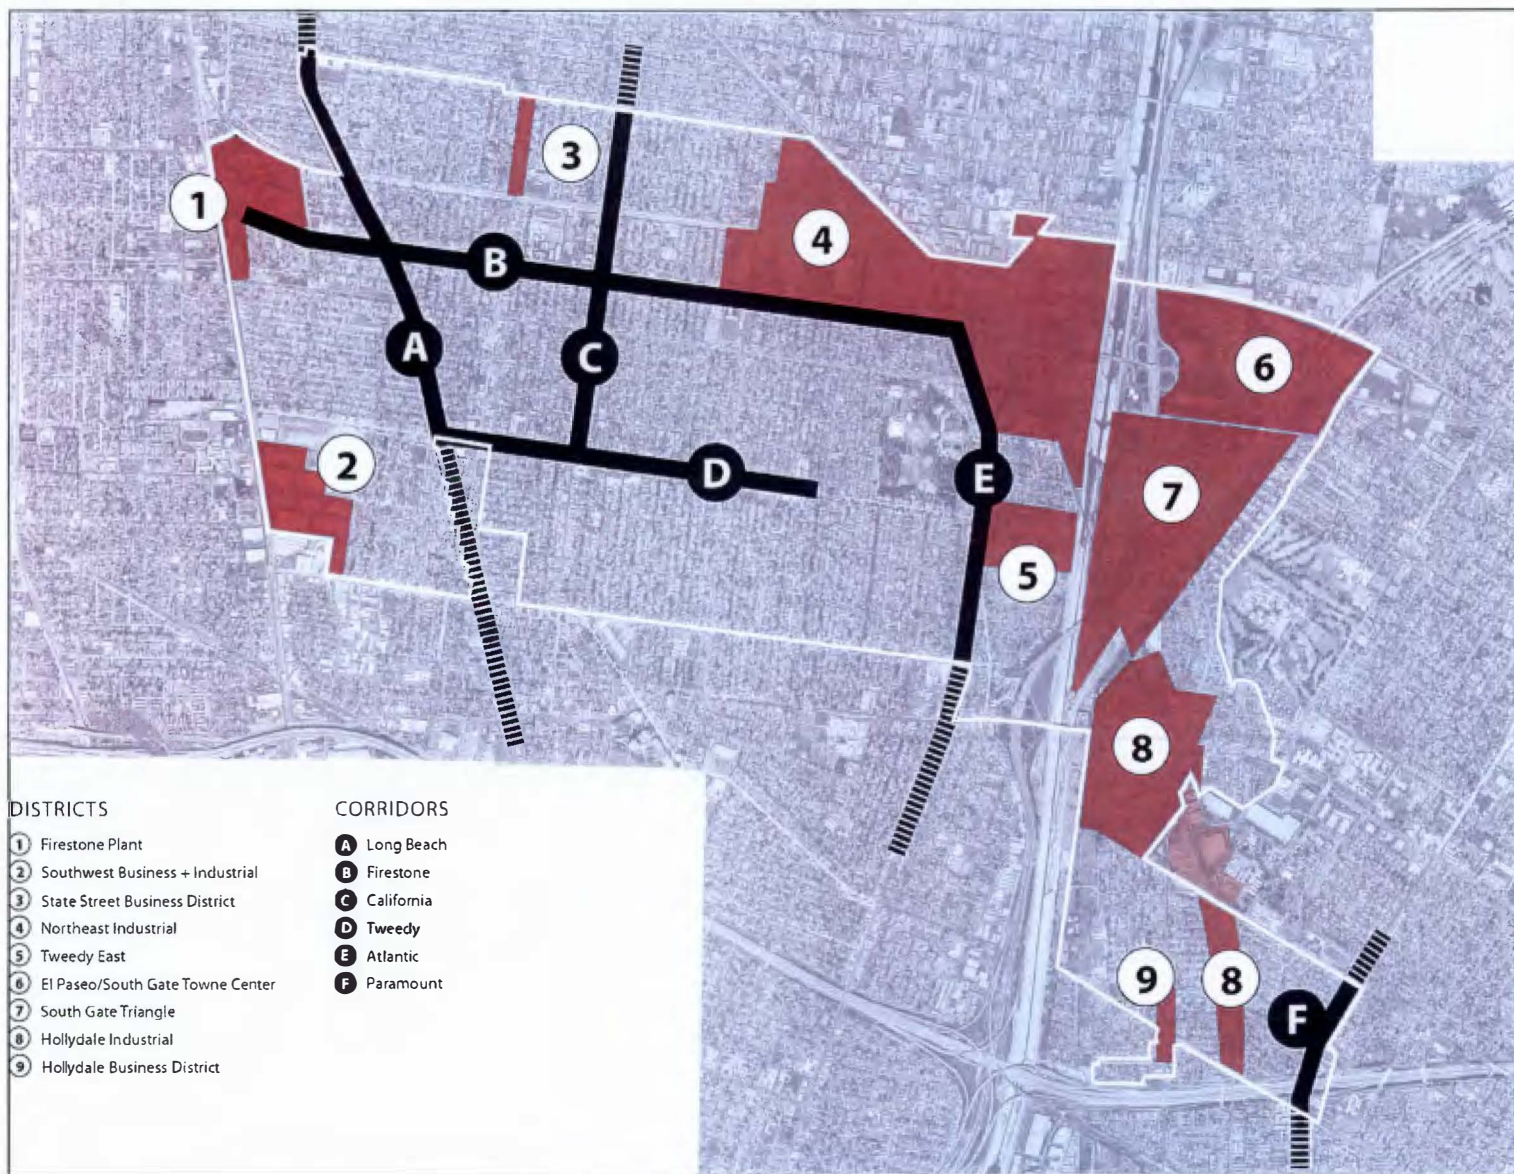 1
3
4
B
6
A
C
2
D
E
7
5
8
9
8
F
DISTRICTS
1 Firestone Plant
2 Southwest Business + Industrial
3 State Street Business District
4 Northeast Industrial
5 Tweedy East
6 El Paseo/South Gate Towne Center
7 South Gate Triangle
8 Hollydale Industrial
9 Hollydale Business District
CORRIDORS
A Long Beach
B Firestone
C California
D Tweedy
E Atlantic
F Paramount